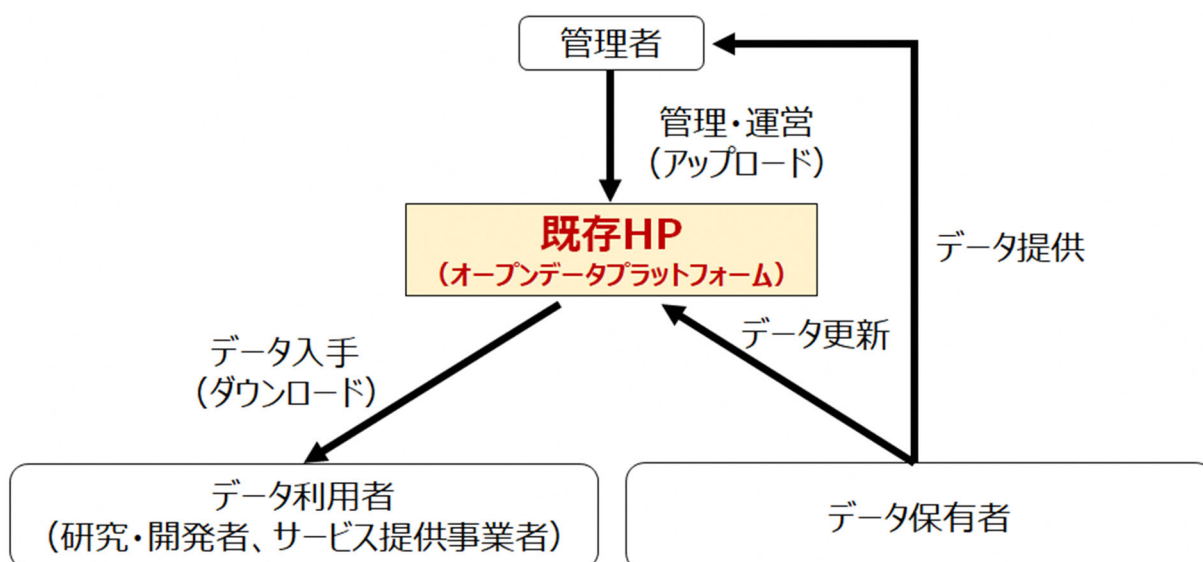 管理者
管理・運営
（アップロード）
既存HP
（オープンデータプラットフォーム）
データ提供
データ更新
データ入手
（ダウンロード）
データ利用者
（研究・開発者、サービス提供事業者）
データ保有者